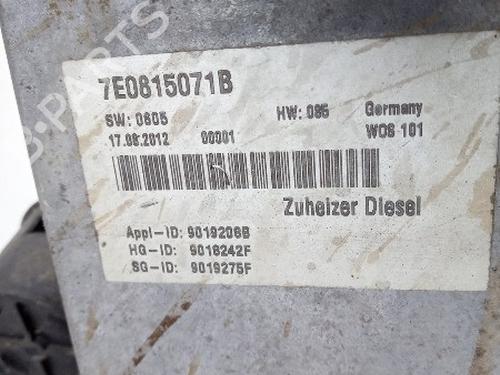 7E0815071B
SW: 0605 HW: 085 Germany
17.08.2012 00001 WOS 101
Zuheizer Diesel
Appl-ID: 9019206B
HG-ID: 9018242F
SG-ID: 9019275F